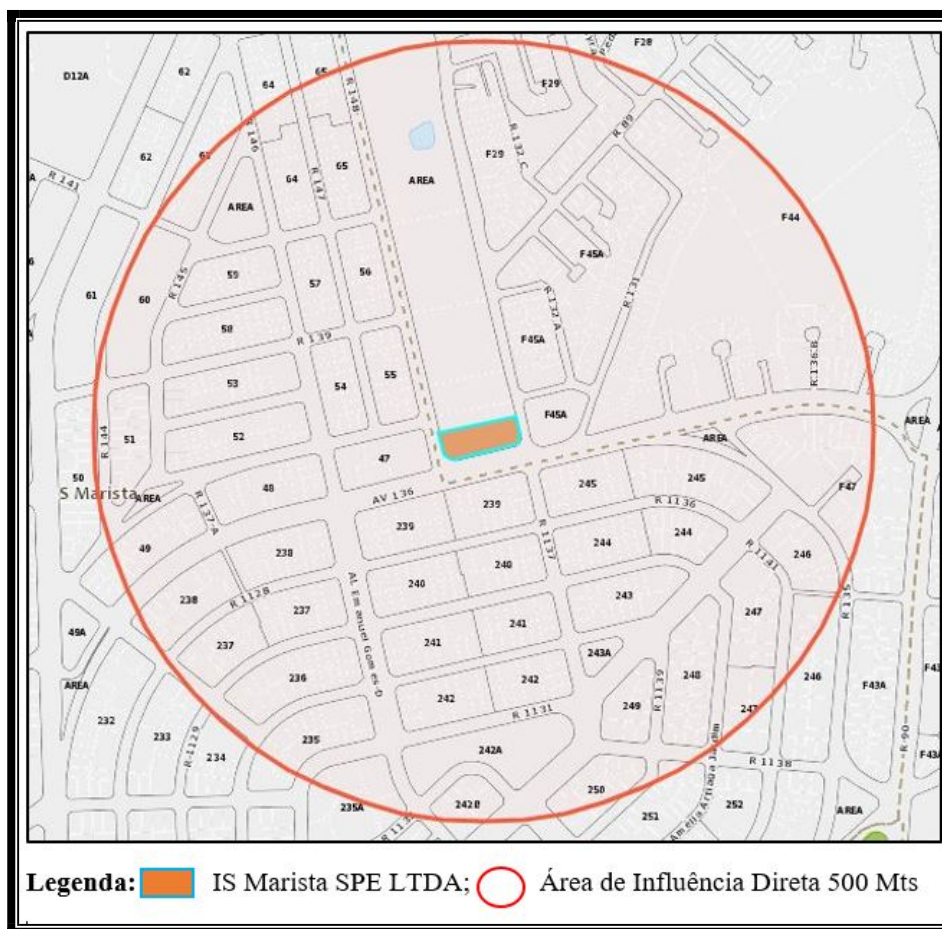 F28
D12A
62
64
65
R 148
F29
62
R 146
R 89
61
R 132 C
65
F29
R 141
64
R 147
AREA
AREA
F44
59
56
F45A
R 145
57
R 131
61
60
R 132 A
58
R 139
F45A
R 136 B
55
53
54
F45A
AREA
R 144
51
52
AREA
47
50
S Marista
AREA
48
AV 136
245
245
F47
R 137-A
239
R 1136
239
49
238
R 1137
244
244
246
R 1141
240
240
238
R 1128
237
AL Emanuel Gomes-D
243
R 135
247
241
49A
237
241
243A
236
248
AREA
242
242
249
R 1139
246
F43A
232
R 1131
247
233
R 1129
235
234
242A
R 90
R 1138
250
235A
242B
251
252
AREA
Amélia Artiaga Jardim
Legenda: IS Marista SPE LTDA; Área de Influência Direta 500 Mts